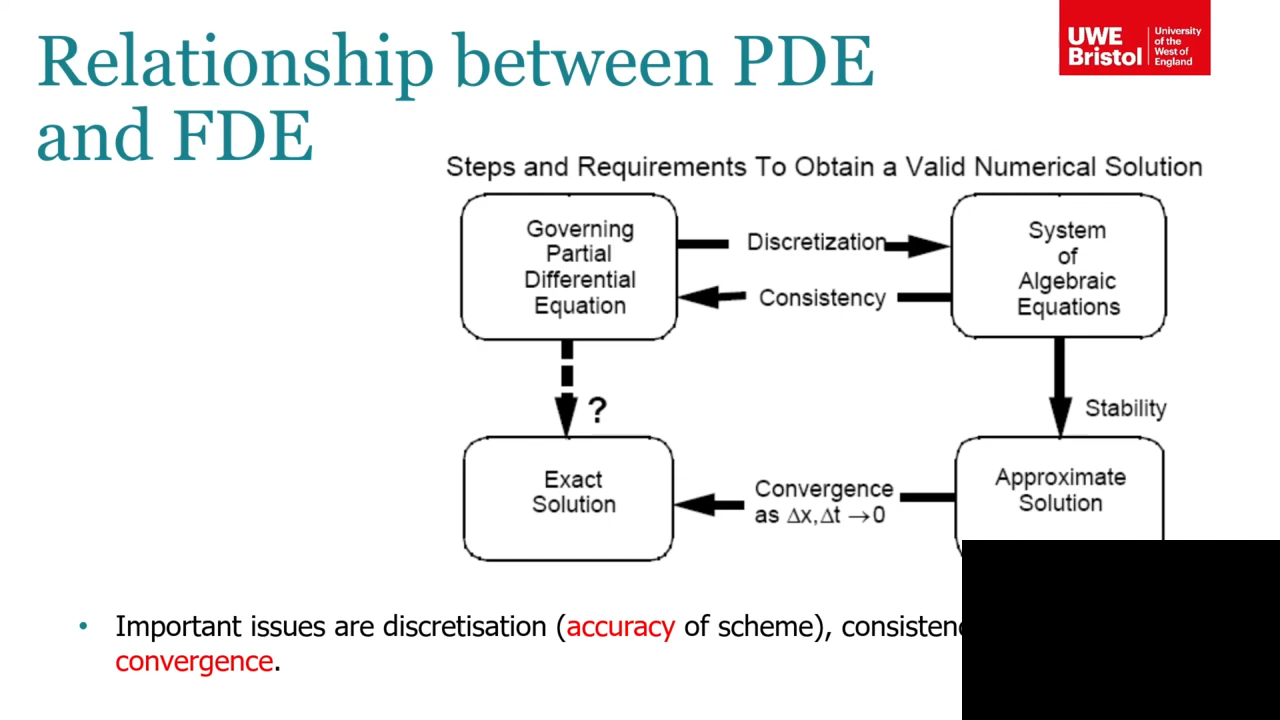 Relationship between PDE
and FDE
UWE
Bristol
University
of the
West of
England
Steps and Requirements To Obtain a Valid Numerical Solution
Governing
Partial
Differential
Equation
Discretization
Consistency
System
of
Algebraic
Equations
?
Stability
Exact
Solution
Convergence
as Δx,Δt →0
Approximate
Solution
• Important issues are discretisation (accuracy of scheme),
convergence.